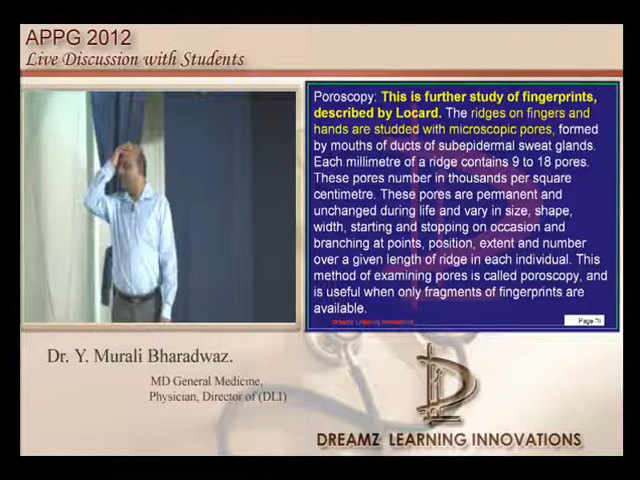 APPG 2012
Live Discussion with Students
Poroscopy: This is further study of fingerprints,
described by Locard. The ridges on fingers and
hands are studded with microscopic pores, formed
by mouths of ducts of subepidermal sweat glands.
Each millimetre of a ridge contains 9 to 18 pores.
These pores number in thousands per square
centimetre. These pores are permanent and
unchanged during life and vary in size, shape,
width, starting and stopping on occasion and
branching at points, position, extent and number
over a given length of ridge in each individual. This
method of examining pores is called poroscopy, and
is useful when only fragments of fingerprints are
available.
Dreamz Learning Innovations
Page
Dr. Y. Murali Bharadwaz.
MD General Medicine,
Physician, Director of (DLI)
DREAMZ LEARNING INNOVATIONS